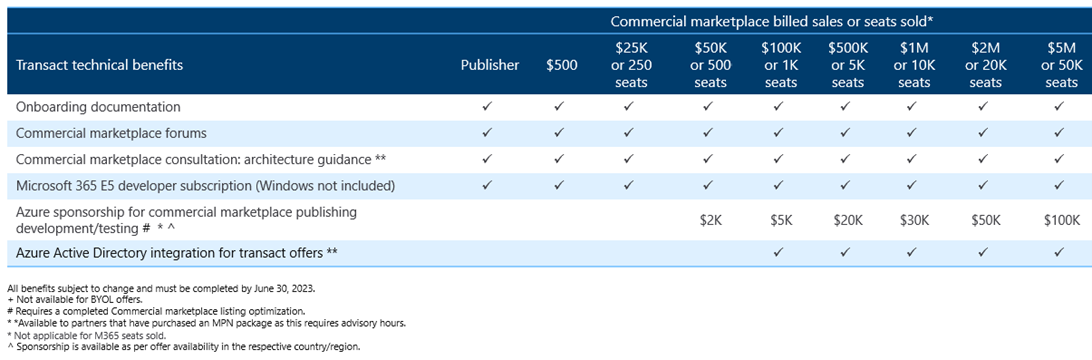 Commercial marketplace billed sales or seats sold*
Transact technical benefits Publisher $500 $25K or 250 seats $50K or 500 seats $100K or 1K seats $500K or 5K seats $1M or 10K seats $2M or 20K seats $5M or 50K seats
Onboarding documentation ✓ ✓ ✓ ✓ ✓ ✓ ✓ ✓ ✓
Commercial marketplace forums ✓ ✓ ✓ ✓ ✓ ✓ ✓ ✓ ✓
Commercial marketplace consultation: architecture guidance ** ✓ ✓ ✓ ✓ ✓ ✓ ✓ ✓ ✓
Microsoft 365 E5 developer subscription (Windows not included) ✓ ✓ ✓ ✓ ✓ ✓ ✓ ✓ ✓
Azure sponsorship for commercial marketplace publishing
development/testing # * ^ $2K $5K $20K $30K $50K $100K
Azure Active Directory integration for transact offers ** ✓ ✓ ✓ ✓ ✓
All benefits subject to change and must be completed by June 30, 2023.
+ Not available for BYOL offers.
# Requires a completed Commercial marketplace listing optimization.
* *Available to partners that have purchased an MPN package as this requires advisory hours.
* Not applicable for M365 seats sold.
^ Sponsorship is available as per offer availability in the respective country/region.